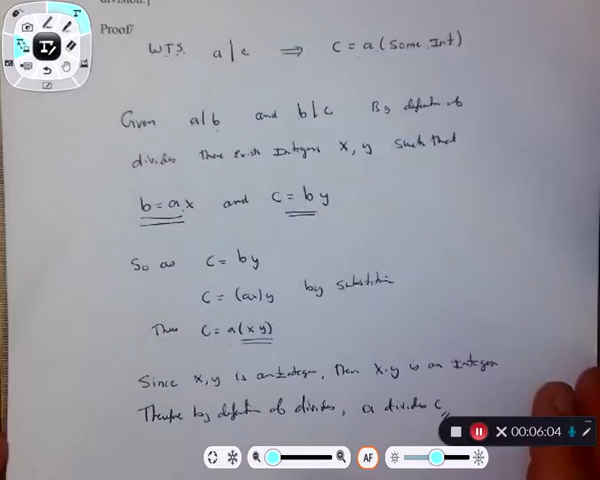 division.]
Proof?
WTS. a | c ⟹ c = a (Some Int)
Given a|b and b|c By definition of
divides There Exists Integers x, y such that
b = a.x and c = b y
So as c = by
c = (ax)y by substitution
Thus c = a(x y)
Since x,y is an Integer, then x.y is an Integer
Therefore by definition of divides, a divides c //
00:06:04
AF